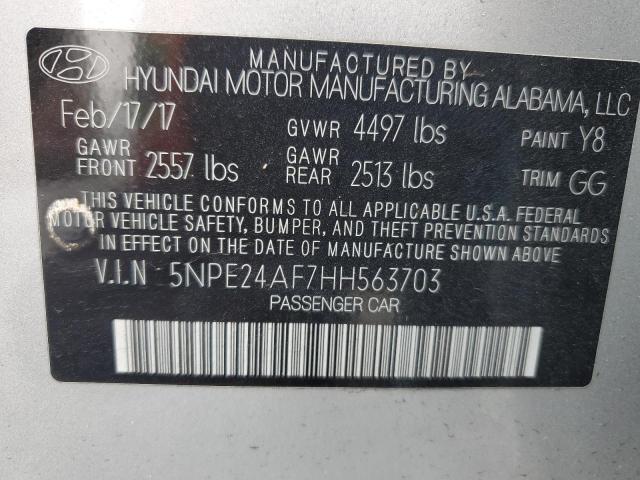 MANUFACTURED BY
HYUNDAI MOTOR MANUFACTURING ALABAMA, LLC
Feb/17/17 GVWR 4497 lbs PAINT Y8
GAWR FRONT 2557 lbs GAWR REAR 2513 lbs TRIM GG
THIS VEHICLE CONFORMS TO ALL APPLICABLE U.S.A. FEDERAL
MOTOR VEHICLE SAFETY, BUMPER, AND THEFT PREVENTION STANDARDS
IN EFFECT ON THE DATE OF MANUFACTURE SHOWN ABOVE
V.I.N 5NPE24AF7HH563703
PASSENGER CAR